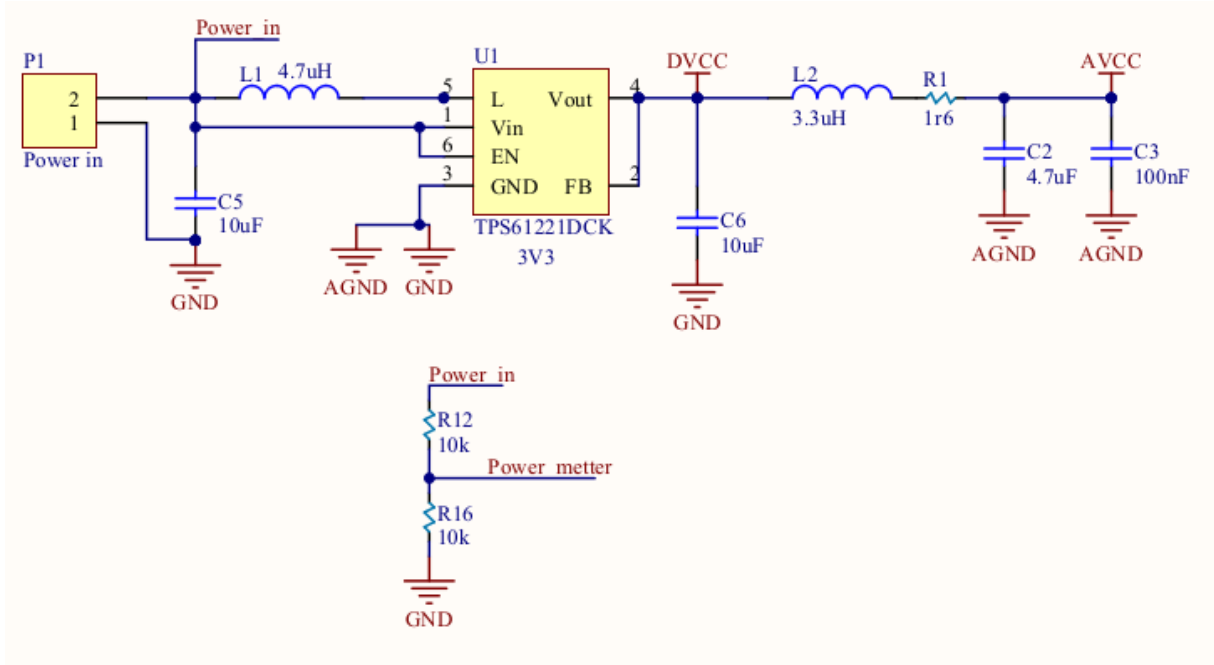 Power_in
P1
2
1
Power in
L1 4.7uH
C5
10uF
GND
U1
5
1
6
3
L
Vin
EN
GND
Vout
FB
4
2
TPS61221DCK
3V3
AGND
GND
DVCC
C6
10uF
GND
L2
3.3uH
R1
1r6
AVCC
C2
4.7uF
AGND
C3
100nF
AGND
Power_in
R12
10k
Power_metter
R16
10k
GND